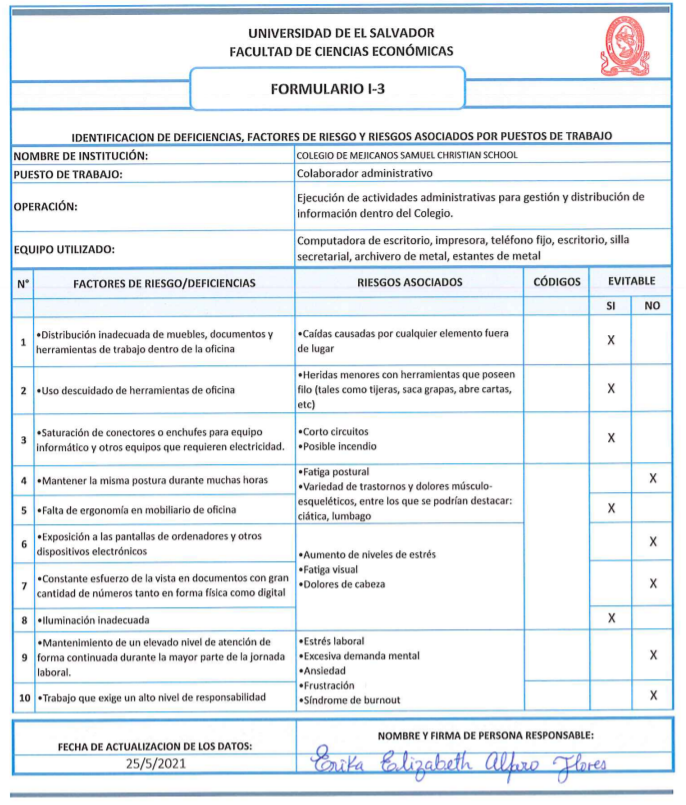 UNIVERSIDAD DE EL SALVADOR
FACULTAD DE CIENCIAS ECONÓMICAS
FORMULARIO I-3
IDENTIFICACION DE DEFICIENCIAS, FACTORES DE RIESGO Y RIESGOS ASOCIADOS POR PUESTOS DE TRABAJO
NOMBRE DE INSTITUCIÓN: COLEGIO DE MEJICANOS SAMUEL CHRISTIAN SCHOOL
PUESTO DE TRABAJO: Colaborador administrativo
OPERACIÓN: Ejecución de actividades administrativas para gestión y distribución de
información dentro del Colegio.
EQUIPO UTILIZADO: Computadora de escritorio, impresora, teléfono fijo, escritorio, silla
secretarial, archivero de metal, estantes de metal
N° FACTORES DE RIESGO/DEFICIENCIAS RIESGOS ASOCIADOS CÓDIGOS EVITABLE
SI NO
1 •Distribución inadecuada de muebles, documentos y
herramientas de trabajo dentro de la oficina
•Caídas causadas por cualquier elemento fuera
de lugar
X
2 •Uso descuidado de herramientas de oficina
•Heridas menores con herramientas que poseen
filo (tales como tijeras, saca grapas, abre cartas,
etc)
X
3 •Saturación de conectores o enchufes para equipo
informático y otros equipos que requieren electricidad.
•Corto circuitos
•Posible incendio
X
4 •Mantener la misma postura durante muchas horas
•Fatiga postural
•Variedad de trastornos y dolores músculo-
esqueléticos, entre los que se podrían destacar:
ciática, lumbago
X
5 •Falta de ergonomía en mobiliario de oficina
X
6 •Exposición a las pantallas de ordenadores y otros
dispositivos electrónicos
X
•Aumento de niveles de estrés
•Fatiga visual
•Dolores de cabeza
7 •Constante esfuerzo de la vista en documentos con gran
cantidad de números tanto en forma física como digital
X
8 •Iluminación inadecuada
X
9 •Mantenimiento de un elevado nivel de atención de
forma continuada durante la mayor parte de la jornada
laboral.
•Estrés laboral
•Excesiva demanda mental
•Ansiedad
•Frustración
•Síndrome de burnout
X
10 •Trabajo que exige un alto nivel de responsabilidad
X
FECHA DE ACTUALIZACION DE LOS DATOS:
25/5/2021
NOMBRE Y FIRMA DE PERSONA RESPONSABLE:
Erika Elizabeth Alfaro Flores